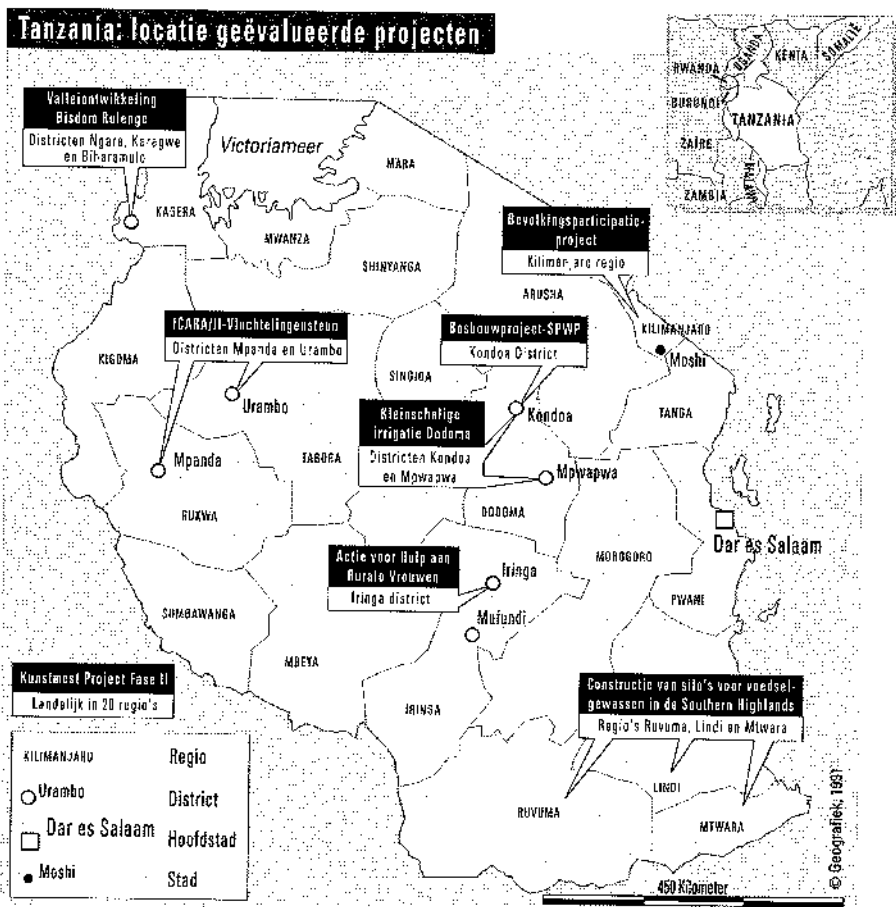 Tanzania: locatie geëvalueerde projecten
UGANDA
KENIA
SOMALIË
RWANDA
BURUNDI
TANZANIA
ZAIRE
ZAMBIA
Valleiontwikkeling
Bisdom Rulenge
Districten Ngara, Karagwe
en Biharamulo
Victoriameer
MARA
KAGERA
MWANZA
SHINYANGA
Bevolkingsparticipatie-
project
Kilimanjaro regio
ARUSHA
KILIMANJARO
Moshi
ICARA/II-Vluchtelingensteun
Districten Mpanda en Urambo
Bosbouwproject-SPWP
Kondoa District
KIGOMA
SINGIDA
Urambo
Kondoa
TANGA
Kleinschalige
irrigatie Dodoma
Districten Kondoa
en Mpwapwa
Mpanda
TABORA
Mpwapwa
RUKWA
DODOMA
Dar es Salaam
MOROGORO
Actie voor Hulp aan
Rurale Vrouwen
Iringa district
Iringa
PWANI
SUMBAWANGA
Mufundi
MBEYA
Kunstmest Project Fase II
Landelijk in 20 regio's
IRINGA
Constructie van silo's voor voedsel-
gewassen in de Southern Highlands
Regio's Ruvuma, Lindi en Mtwara
KILIMANJARO Regio
Urambo District
Dar es Salaam Hoofdstad
Moshi Stad
RUVUMA
LINDI
MTWARA
© Geografiek, 1991
450 Kilometer